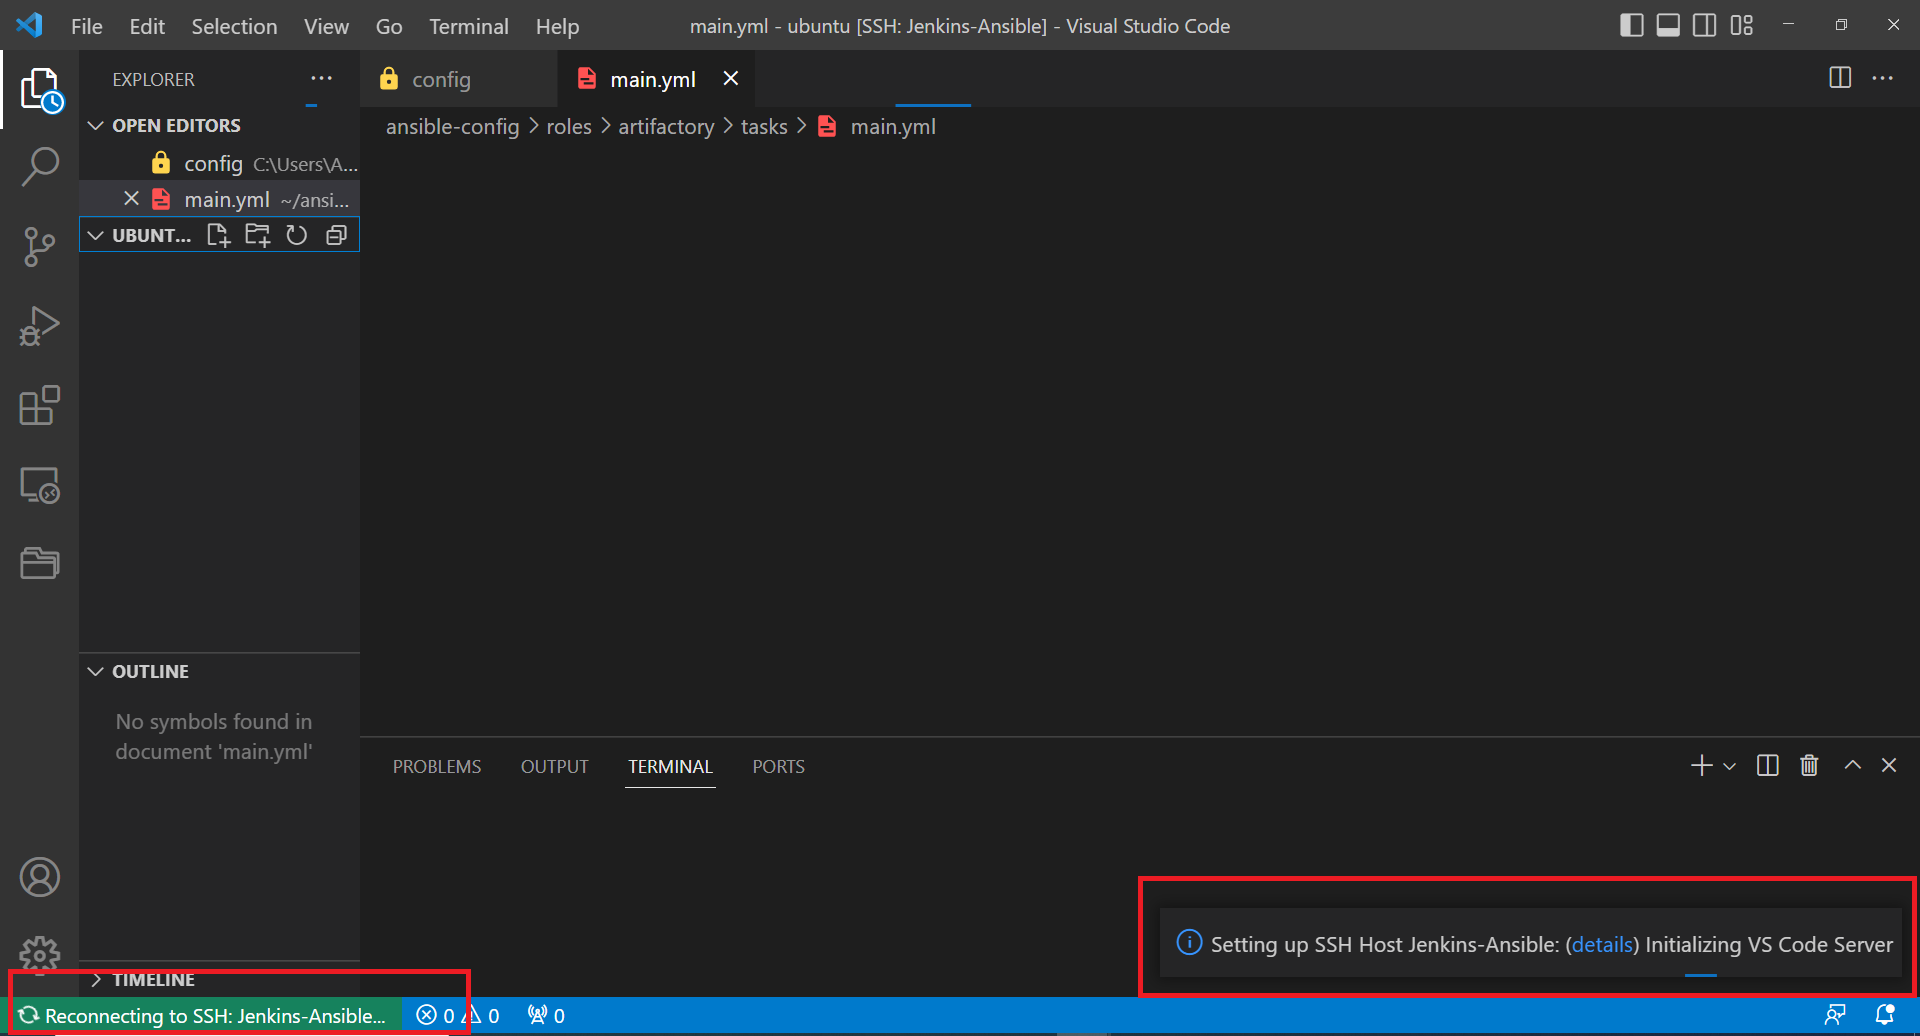 File Edit Selection View Go Terminal Help
main.yml - ubuntu [SSH: Jenkins-Ansible] - Visual Studio Code
EXPLORER
config
main.yml
OPEN EDITORS
config C:\Users\A...
main.yml ~/ansi...
UBUNT...
ansible-config > roles > artifactory > tasks > main.yml
OUTLINE
No symbols found in
document 'main.yml'
PROBLEMS OUTPUT TERMINAL PORTS
Setting up SSH Host Jenkins-Ansible: (details) Initializing VS Code Server
TIMELINE
Reconnecting to SSH: Jenkins-Ansible... 0 0 0